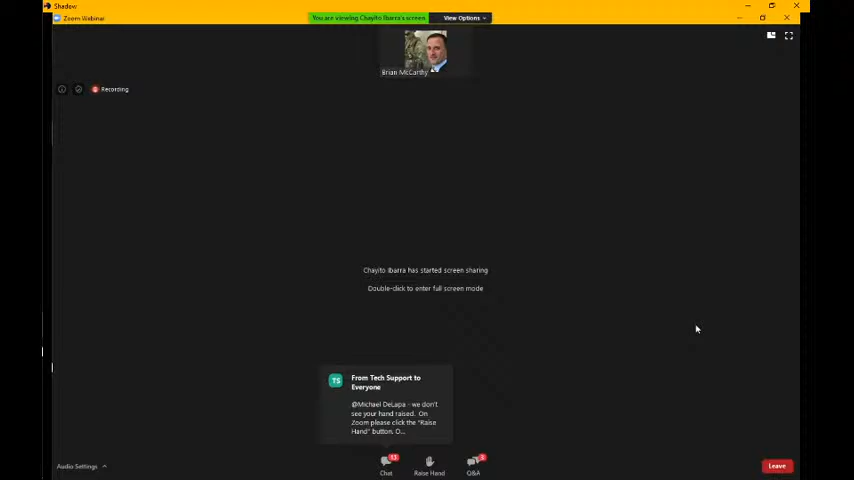 Shadow
Zoom Webinar
You are viewing Chayito Ibarra's screen
View Options
Brian McCarthy
Recording
Chayito Ibarra has started screen sharing
Double-click to enter full screen mode
TS
From Tech Support to
Everyone
@Michael DeLapa - we don't
see your hand raised. On
Zoom please click the "Raise
Hand" button. O...
Audio Settings
Chat
Raise Hand
Q&A
Leave